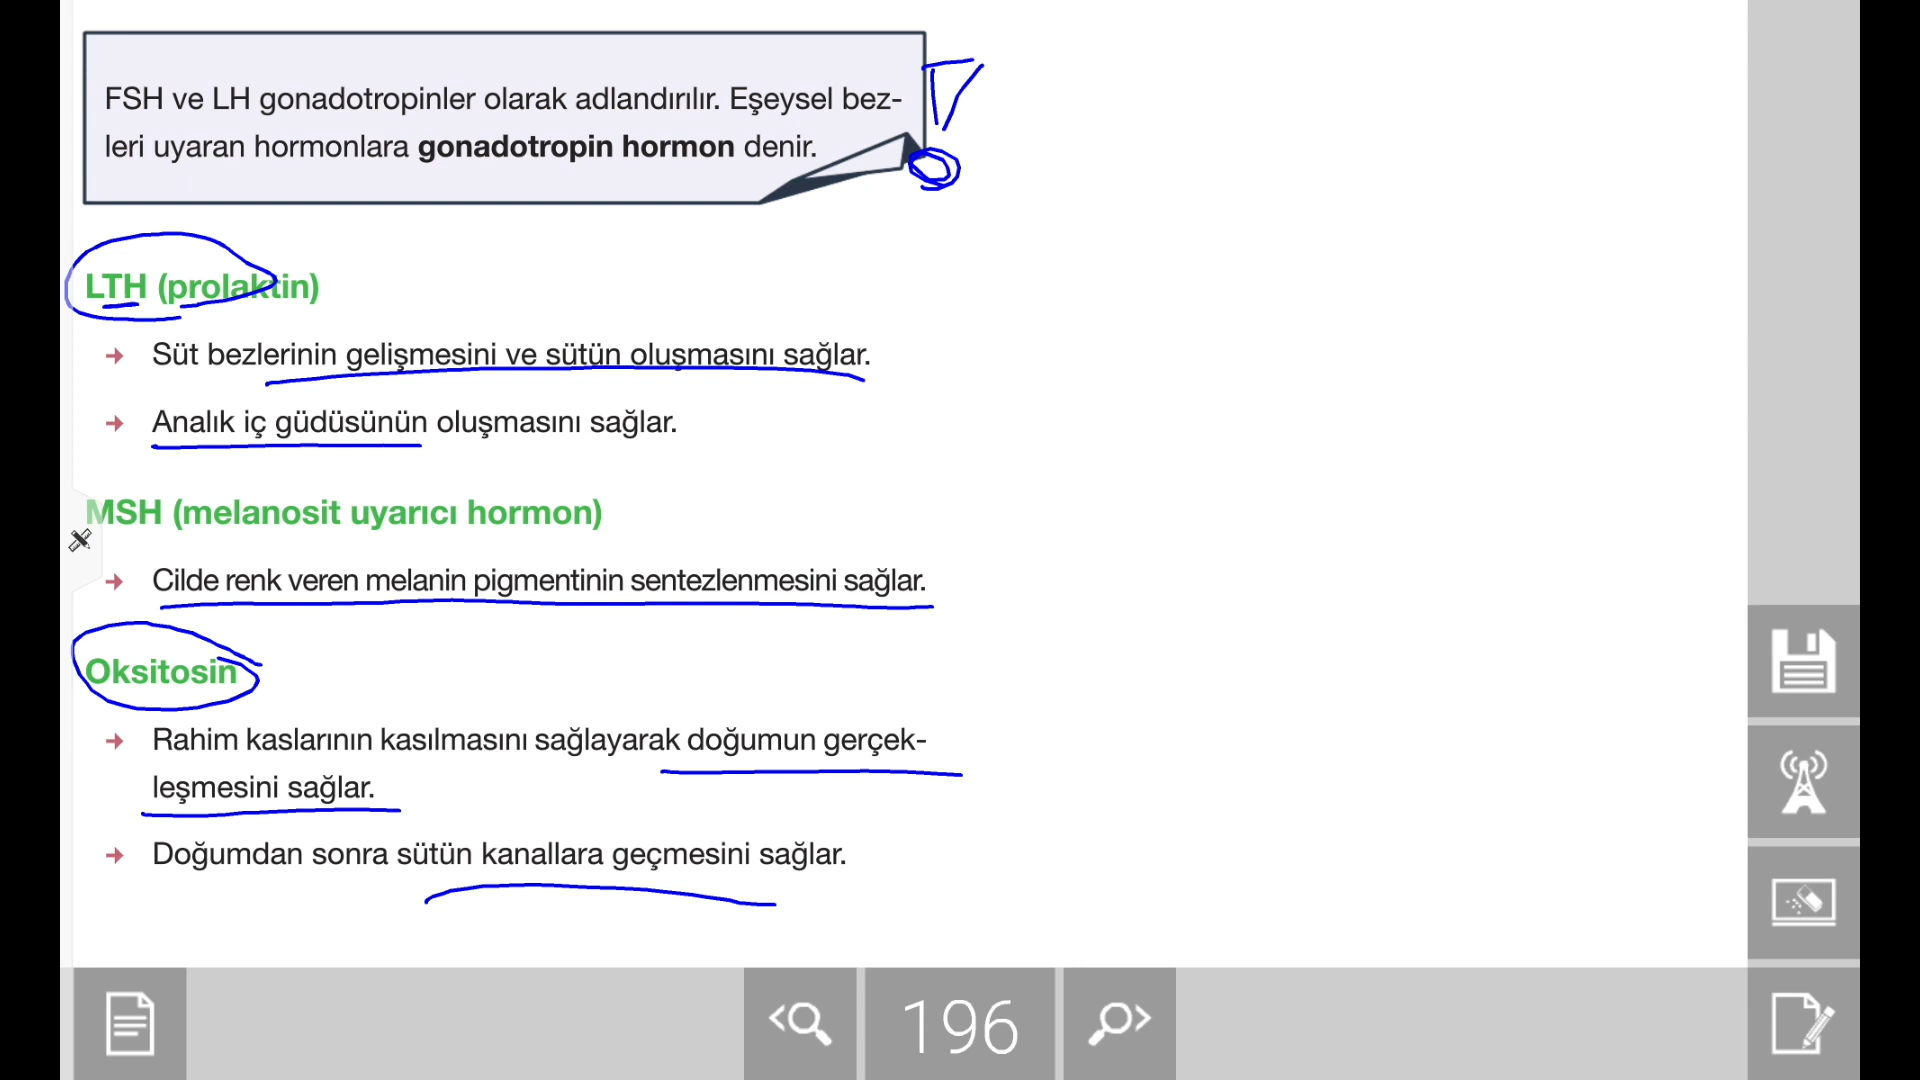 FSH ve LH gonadotropinler olarak adlandırılır. Eşeysel bez-
leri uyaran hormonlara gonadotropin hormon denir.
LTH (prolaktin)
Süt bezlerinin gelişmesini ve sütün oluşmasını sağlar.
Analık iç güdüsünün oluşmasını sağlar.
MSH (melanosit uyarıcı hormon)
Cilde renk veren melanin pigmentinin sentezlenmesini sağlar.
Oksitosin
Rahim kaslarının kasılmasını sağlayarak doğumun gerçek-
leşmesini sağlar.
Doğumdan sonra sütün kanallara geçmesini sağlar.
196